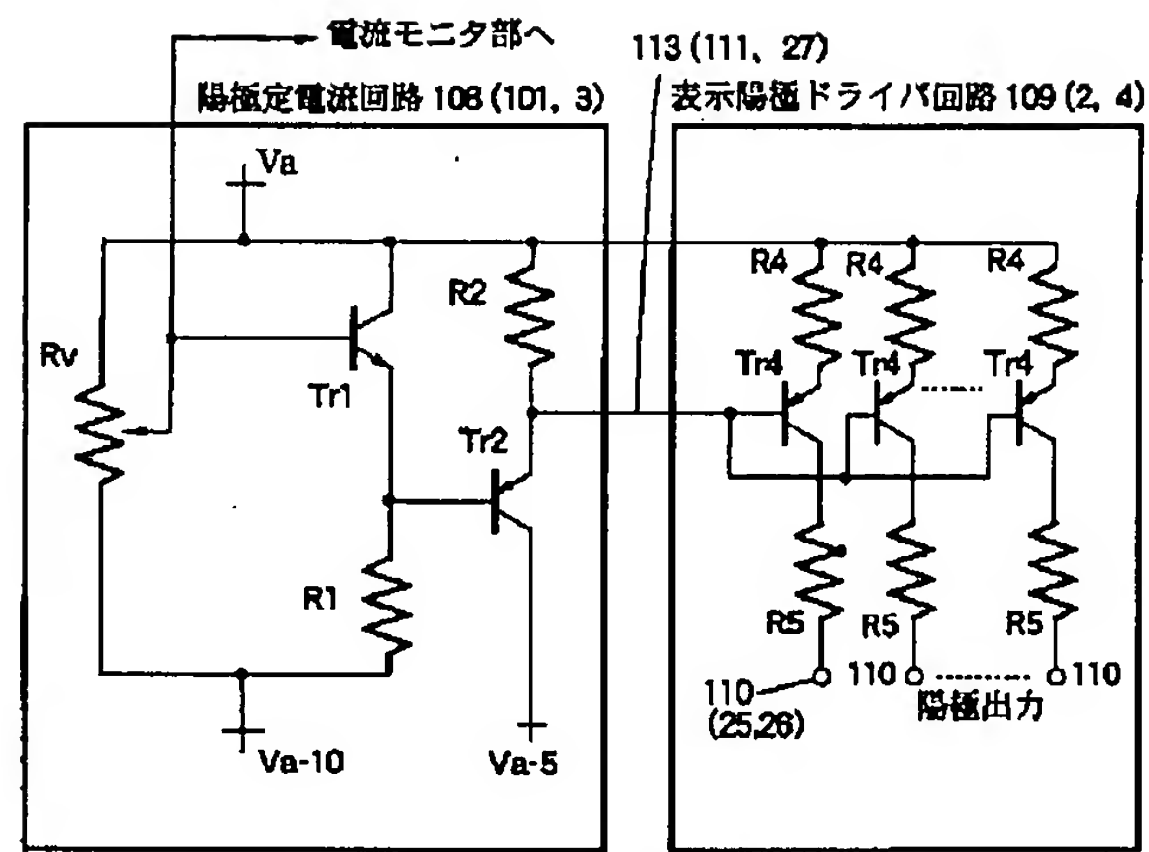 電流モニタ部へ
113 (111, 27)
陽極定電流回路 108 (101, 3)
表示陽極ドライバ回路 109 (2, 4)
Va
R2
R4
R4
R4
Rv
Tr1
Tr4
Tr4
Tr4
Tr2
R1
R5
R5
R5
110
(25,26)
110
110
陽極出力
Va-10
Va-5